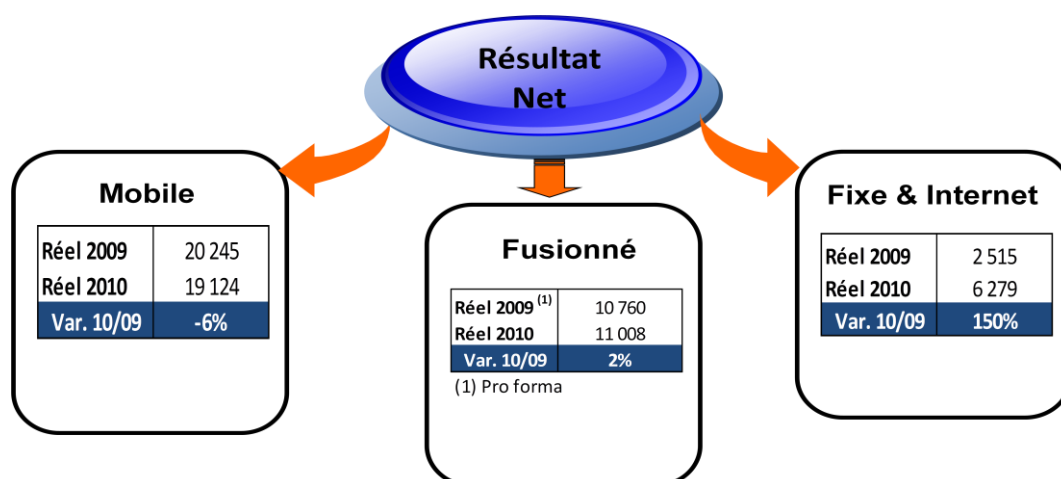 Résultat
Net
Mobile
Réel 2009 20 245
Réel 2010 19 124
Var. 10/09 -6%
Fusionné
Réel 2009 (1) 10 760
Réel 2010 11 008
Var. 10/09 2%
(1) Pro forma
Fixe & Internet
Réel 2009 2 515
Réel 2010 6 279
Var. 10/09 150%